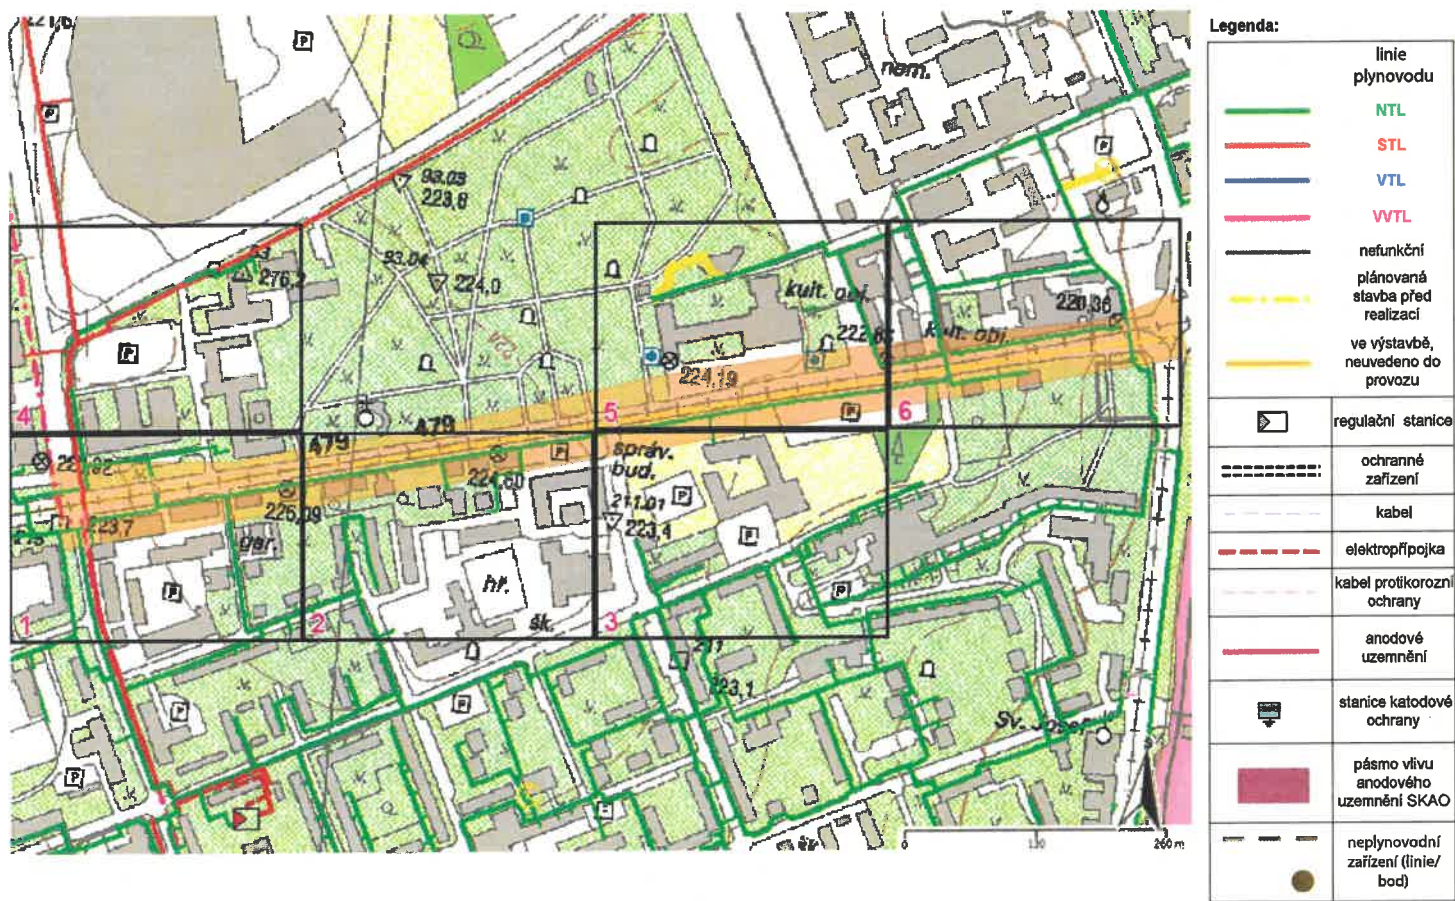 P
nem.
P
P
93.03
223,8
93.04
224,0
276,2
220
P
4
479
479
5
224,19
kult. obj.
222,8
kult. obj.
220,36
P
6
správ.
bud.
P
224,60
226,09
223,7
211.01
223,4
P
P
gar.
P
hř.
šk.
P
1
2
3
211
223,1
P
P
P
Sv. Josef
0
130
260 m
Legenda:
linie
plynovodu
NTL
STL
VTL
VVTL
nefunkční
plánovaná
stavba před
realizací
ve výstavbě,
neuvedeno do
provozu
regulační stanice
ochranné
zařízení
kabel
elektropřípojka
kabel protikorozní
ochrany
anodové
uzemnění
stanice katodové
ochrany
pásmo vlivu
anodového
uzemnění SKAO
neplynovodní
zařízení (linie/
bod)